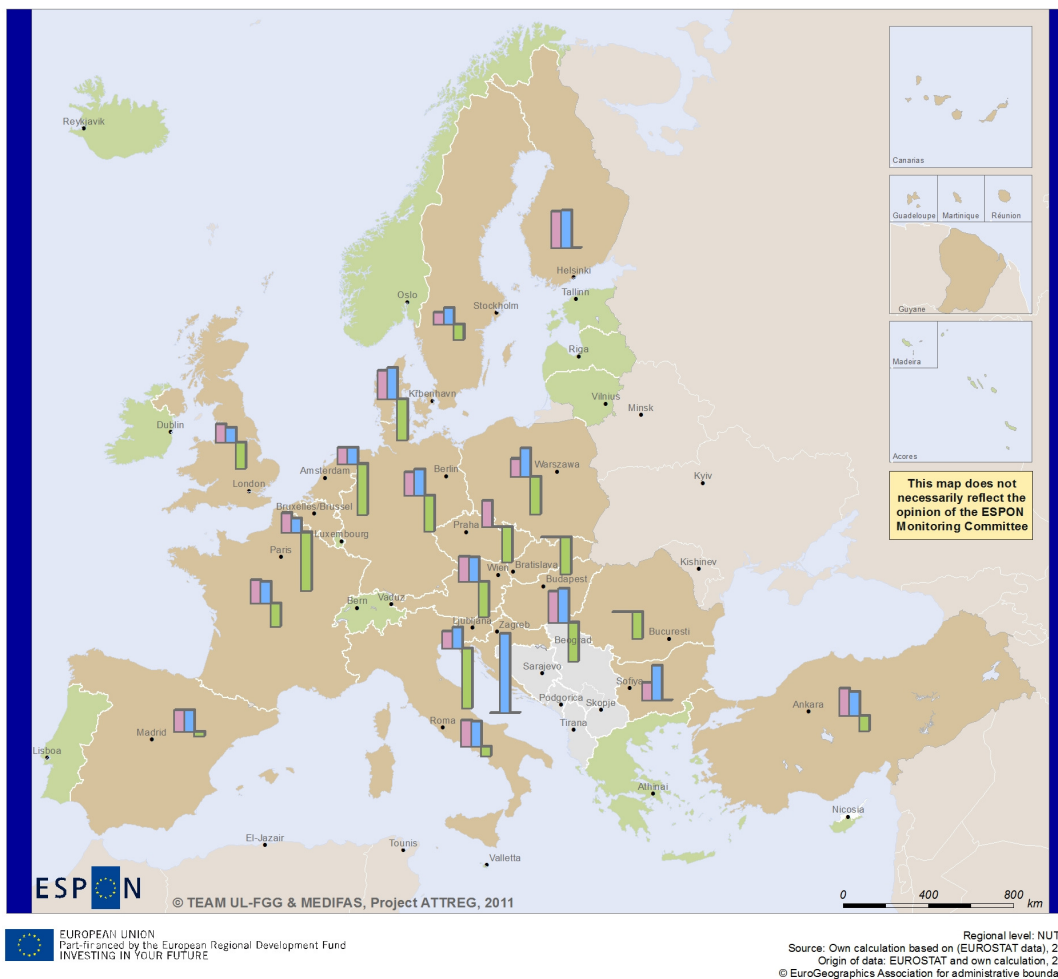 Reykjavik
Canarias
Guadeloupe
Martinique
Réunion
Guyane
Madeira
Acores
Helsinki
Oslo
Tallinn
Stockholm
Riga
København
Vilnius
Minsk
Dublin
Amsterdam
Berlin
Warszawa
Kyiv
London
Bruxelles/Brussel
Praha
Luxembourg
Paris
Wien
Bratislava
Kishinev
Budapest
Bern
Vaduz
Ljubljana
Zagreb
Bucuresti
Beograd
Sarajevo
Sofiya
Podgorica
Skopje
Ankara
Roma
Tirana
Madrid
Lisboa
Athinai
Nicosia
El-Jazair
Tounis
Valletta
This map does not
necessarily reflect the
opinion of the ESPON
Monitoring Committee
ESPON
© TEAM UL-FGG & MEDIFAS, Project ATTREG, 2011
0 400 800
km
EUROPEAN UNION
Part-financed by the European Regional Development Fund
INVESTING IN YOUR FUTURE
Regional level: NUT
Source: Own calculation based on (EUROSTAT data), 2
Origin of data: EUROSTAT and own calculation, 2
© EuroGeographics Association for administrative bounda